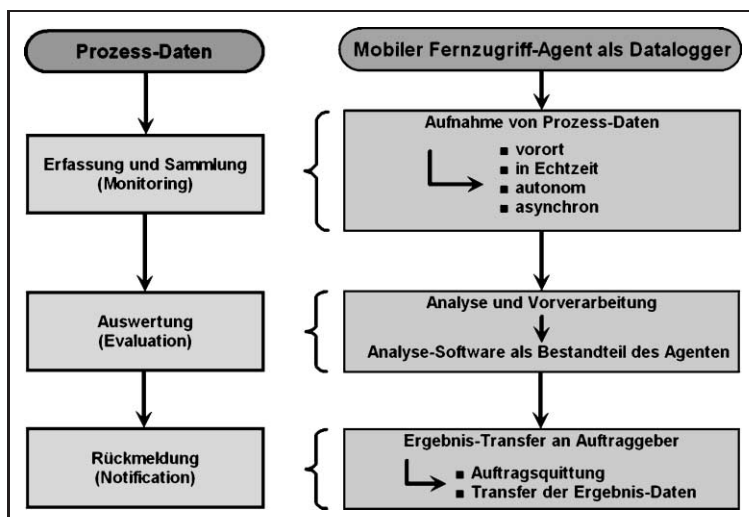 Prozess-Daten
Erfassung und Sammlung
(Monitoring)
Auswertung
(Evaluation)
Rückmeldung
(Notification)
Mobiler Fernzugriff-Agent als Datalogger
Aufnahme von Prozess-Daten
■ vorort
■ in Echtzeit
■ autonom
■ asynchron
Analyse und Vorverarbeitung
Analyse-Software als Bestandteil des Agenten
Ergebnis-Transfer an Auftraggeber
■ Auftragsquittung
■ Transfer der Ergebnis-Daten